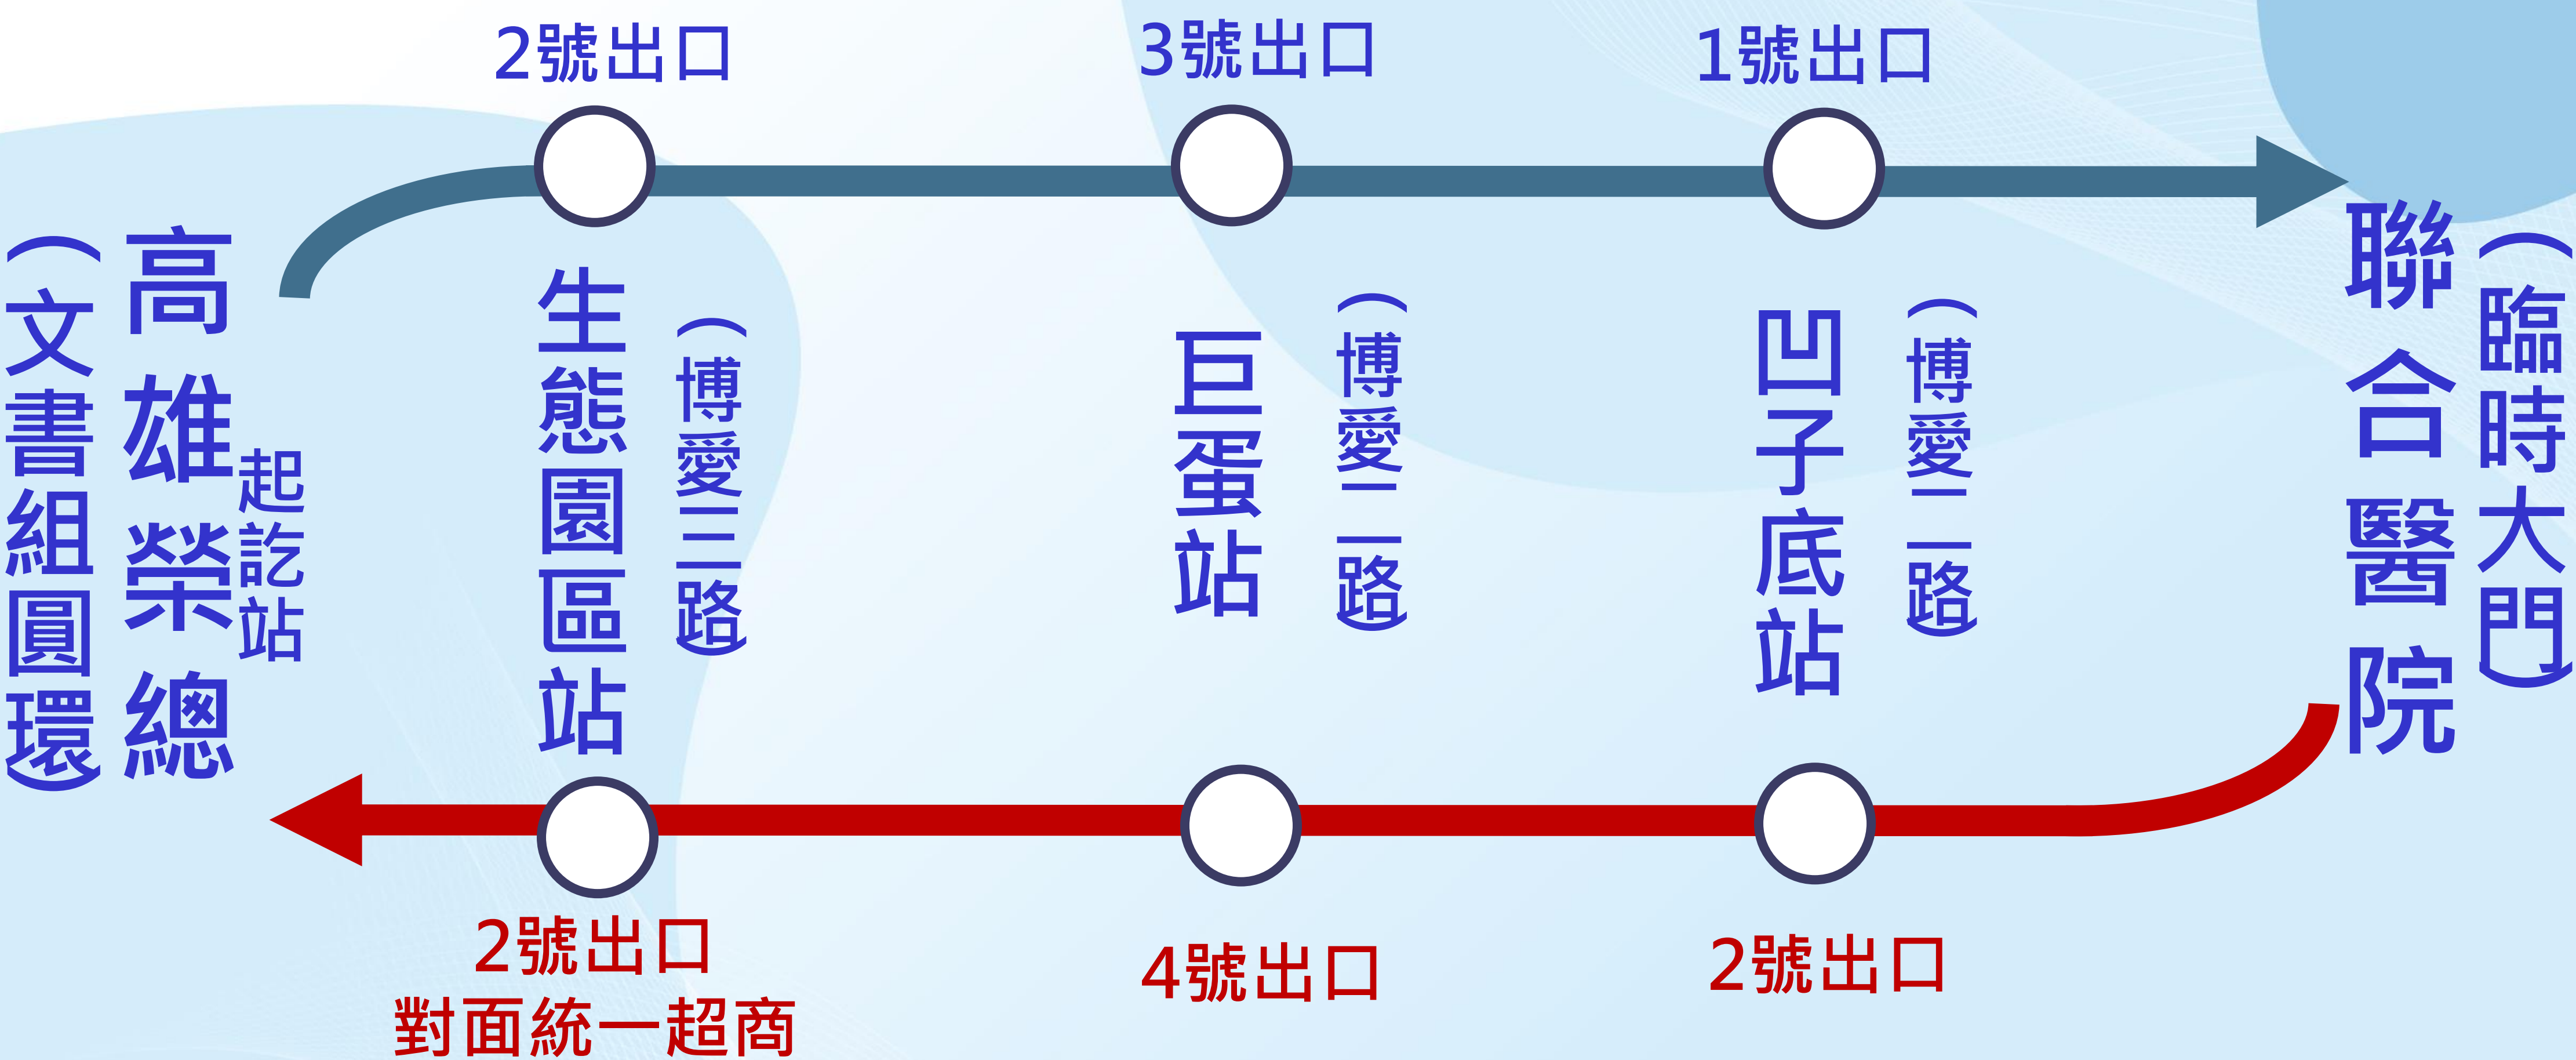 2號出口
3號出口
1號出口
高雄榮總
（文書組圓環）
起訖站
生態園區站
（博愛三路）
巨蛋站
（博愛二路）
凹子底站
（博愛二路）
聯合醫院
（臨時大門）
2號出口
對面統一超商
4號出口
2號出口